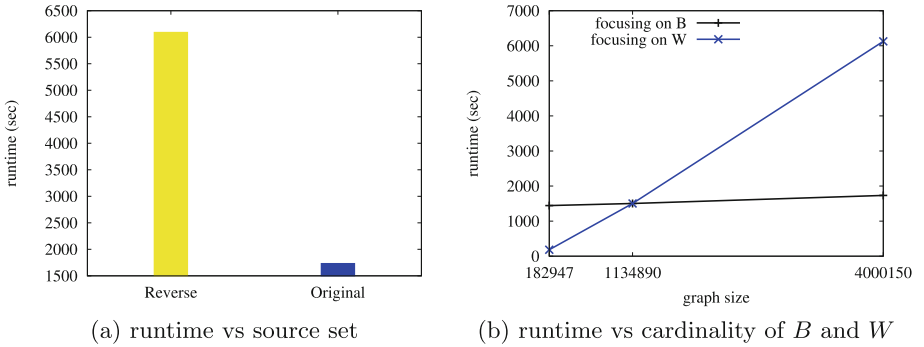 6500
6000
5500
5000
4500
4000
3500
3000
2500
2000
1500
runtime (sec)
Reverse Original
(a) runtime vs source set
7000
6000
5000
4000
3000
2000
1000
0
runtime (sec)
focusing on B
focusing on W
182947 1134890 4000150
graph size
(b) runtime vs cardinality of B and W